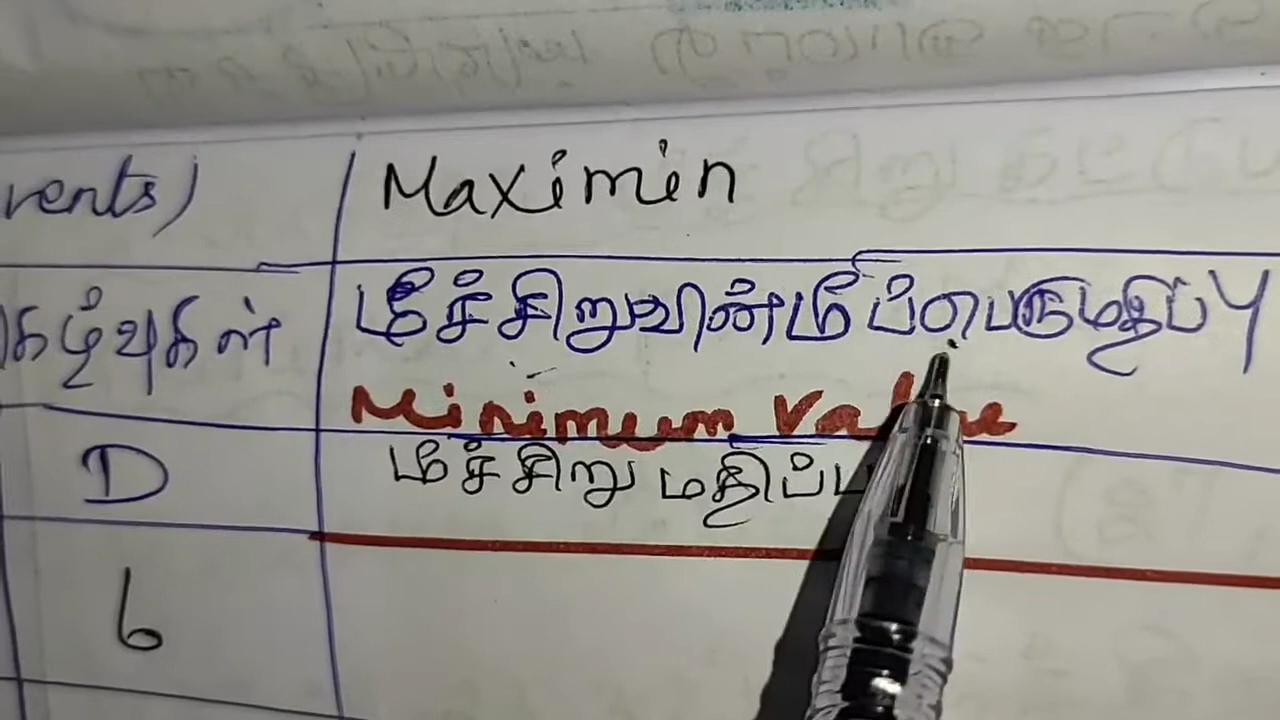 vents) Maximin
கழ்வுகள் மீச்சிறுவின்மீப்பெருமதிப்பு
Minimum Value
D மீச்சிறு மதிப்பு
6